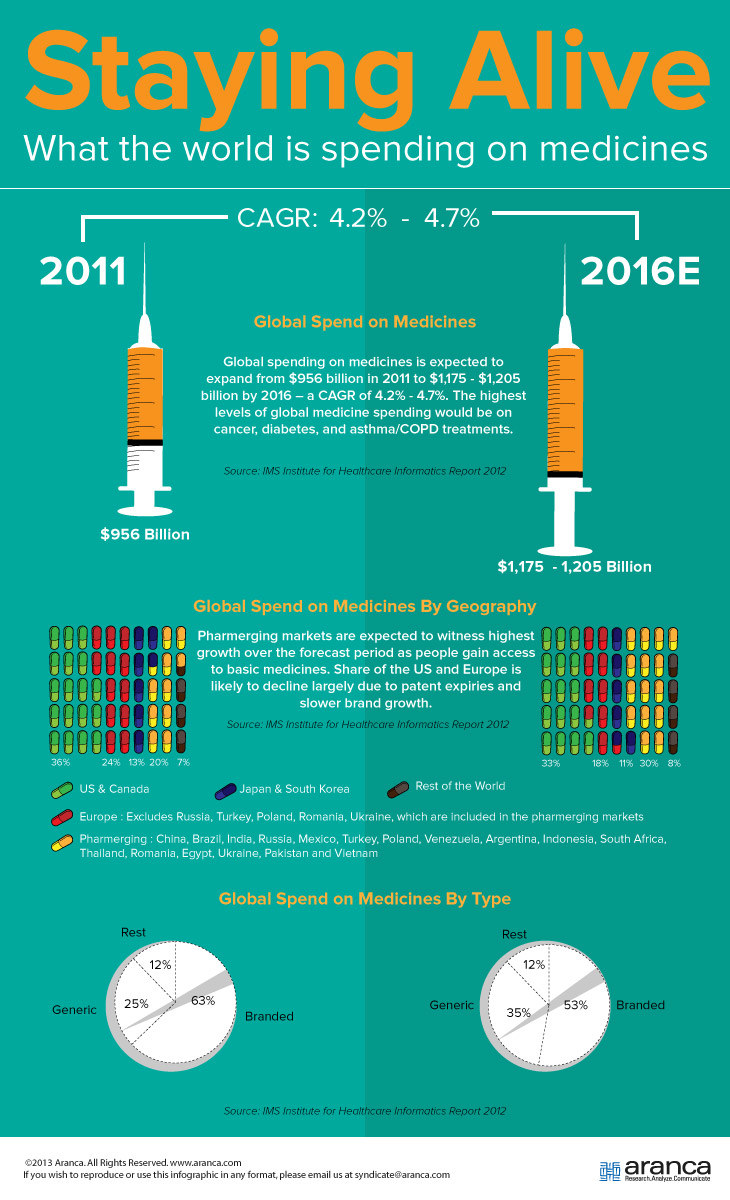 Staying Alive
What the world is spending on medicines
CAGR: 4.2% - 4.7%
2011
2016E
Global Spend on Medicines
Global spending on medicines is expected to
expand from $956 billion in 2011 to $1,175 - $1,205
billion by 2016 – a CAGR of 4.2% - 4.7%. The highest
levels of global medicine spending would be on
cancer, diabetes, and asthma/COPD treatments.
Source: IMS Institute for Healthcare Informatics Report 2012
$956 Billion
$1,175 - 1,205 Billion
Global Spend on Medicines By Geography
Pharmerging markets are expected to witness highest
growth over the forecast period as people gain access
to basic medicines. Share of the US and Europe is
likely to decline largely due to patent expiries and
slower brand growth.
Source: IMS Institute for Healthcare Informatics Report 2012
36% 24% 13% 20% 7%
33% 18% 11% 30% 8%
US & Canada
Japan & South Korea
Rest of the World
Europe : Excludes Russia, Turkey, Poland, Romania, Ukraine, which are included in the pharmerging markets
Pharmerging : China, Brazil, India, Russia, Mexico, Turkey, Poland, Venezuela, Argentina, Indonesia, South Africa,
Thailand, Romania, Egypt, Ukraine, Pakistan and Vietnam
Global Spend on Medicines By Type
Rest
12%
Generic
25%
63%
Branded
Rest
12%
Generic
35%
53%
Branded
Source: IMS Institute for Healthcare Informatics Report 2012
©2013 Aranca. All Rights Reserved. www.aranca.com
If you wish to reproduce or use this infographic in any format, please email us at syndicate@aranca.com
aranca
Research.Analyze.Communicate